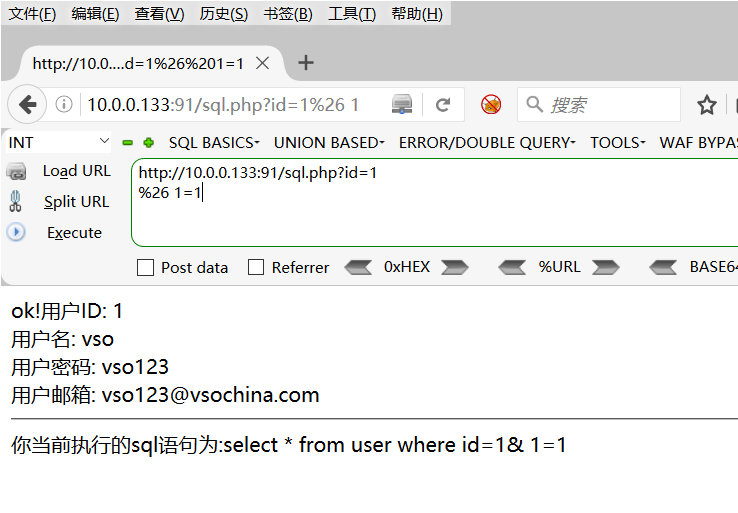 文件(F) 编辑(E) 查看(V) 历史(S) 书签(B) 工具(T) 帮助(H)
http://10.0....d=1%26%201=1
10.0.0.133:91/sql.php?id=1%26 1
搜索
INT SQL BASICS UNION BASED ERROR/DOUBLE QUERY TOOLS WAF BYPAS
Load URL
Split URL
Execute
http://10.0.0.133:91/sql.php?id=1
%26 1=1
Post data Referrer 0xHEX %URL BASE64
ok!用户ID: 1
用户名: vso
用户密码: vso123
用户邮箱: vso123@vsochina.com
你当前执行的sql语句为:select * from user where id=1& 1=1